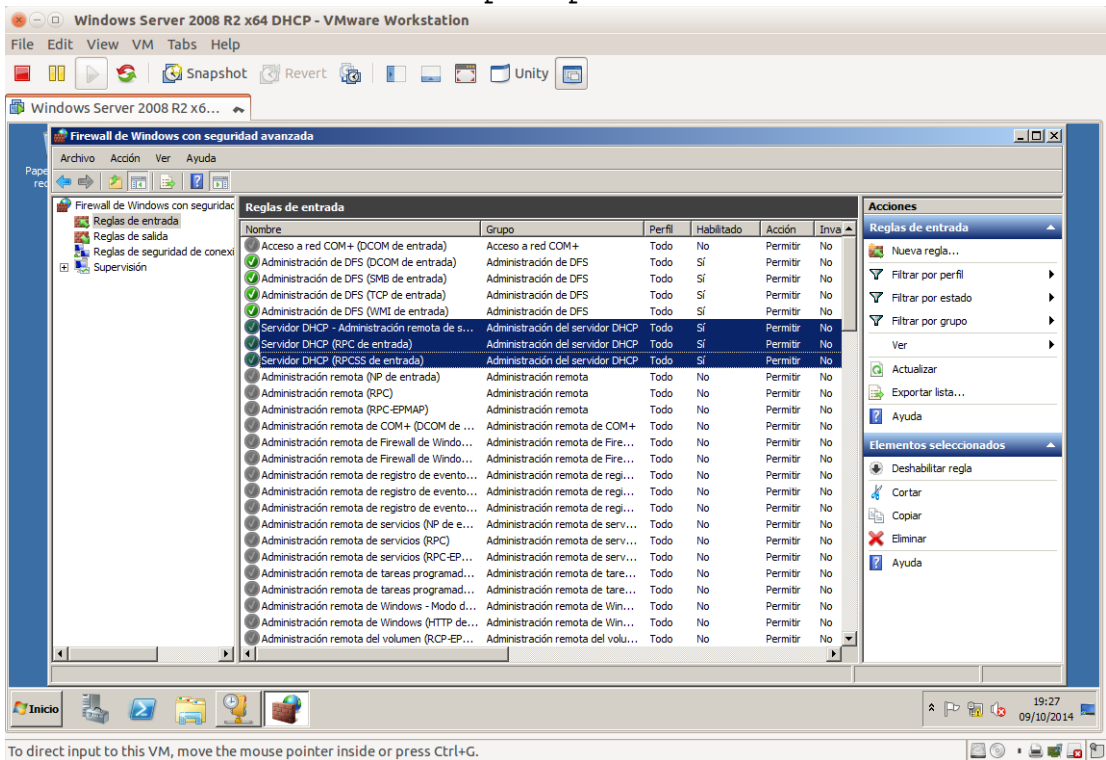 Windows Server 2008 R2 x64 DHCP - VMware Workstation
File Edit View VM Tabs Help
Snapshot Revert Unity
Windows Server 2008 R2 x6...
Firewall de Windows con seguridad avanzada
Archivo Acción Ver Ayuda
Firewall de Windows con seguridac
Reglas de entrada
Reglas de salida
Reglas de seguridad de conexi
Supervisión
Reglas de entrada
Nombre Grupo Perfil Habilitado Acción Inva
Acceso a red COM+ (DCOM de entrada) Acceso a red COM+ Todo No Permitir No
Administración de DFS (DCOM de entrada) Administración de DFS Todo Sí Permitir No
Administración de DFS (SMB de entrada) Administración de DFS Todo Sí Permitir No
Administración de DFS (TCP de entrada) Administración de DFS Todo Sí Permitir No
Administración de DFS (WMI de entrada) Administración de DFS Todo Sí Permitir No
Servidor DHCP - Administración remota de s... Administración del servidor DHCP Todo Sí Permitir No
Servidor DHCP (RPC de entrada) Administración del servidor DHCP Todo Sí Permitir No
Servidor DHCP (RPCSS de entrada) Administración del servidor DHCP Todo Sí Permitir No
Administración remota (NP de entrada) Administración remota Todo No Permitir No
Administración remota (RPC) Administración remota Todo No Permitir No
Administración remota (RPC-EPMAP) Administración remota Todo No Permitir No
Administración remota de COM+ (DCOM de ... Administración remota de COM+ Todo No Permitir No
Administración remota de Firewall de Windo... Administración remota de Fire... Todo No Permitir No
Administración remota de Firewall de Windo... Administración remota de Fire... Todo No Permitir No
Administración remota de registro de evento... Administración remota de regi... Todo No Permitir No
Administración remota de registro de evento... Administración remota de regi... Todo No Permitir No
Administración remota de registro de evento... Administración remota de regi... Todo No Permitir No
Administración remota de servicios (NP de e... Administración remota de serv... Todo No Permitir No
Administración remota de servicios (RPC) Administración remota de serv... Todo No Permitir No
Administración remota de servicios (RPC-EP... Administración remota de serv... Todo No Permitir No
Administración remota de tareas programad... Administración remota de tare... Todo No Permitir No
Administración remota de tareas programad... Administración remota de tare... Todo No Permitir No
Administración remota de Windows - Modo d... Administración remota de Win... Todo No Permitir No
Administración remota de Windows (HTTP de... Administración remota de Win... Todo No Permitir No
Administración remota del volumen (RCP-EP... Administración remota del volu... Todo No Permitir No
Acciones
Reglas de entrada
Nueva regla...
Filtrar por perfil
Filtrar por estado
Filtrar por grupo
Ver
Actualizar
Exportar lista...
Ayuda
Elementos seleccionados
Deshabilitar regla
Cortar
Copiar
Eliminar
Ayuda
Inicio
19:27
09/10/2014
To direct input to this VM, move the mouse pointer inside or press Ctrl+G.